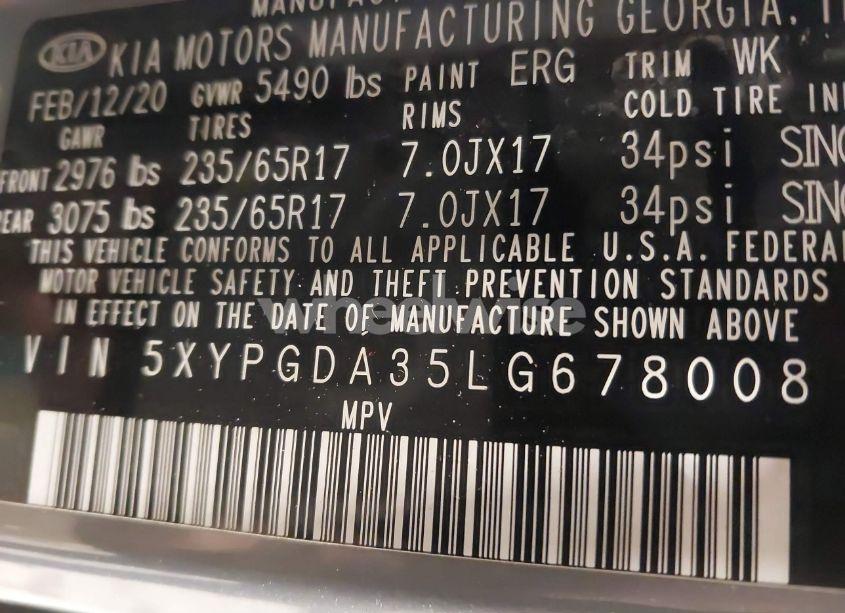 KIA KIA MOTORS MANUFACTURING GEORGIA,
FEB/12/20 GVWR 5490 lbs PAINT ERG TRIM WK
GAWR TIRES RIMS COLD TIRE
FRONT 2976 lbs 235/65R17 7.0JX17 34psi
REAR 3075 lbs 235/65R17 7.0JX17 34psi
THIS VEHICLE CONFORMS TO ALL APPLICABLE U.S.A. FEDERAL
MOTOR VEHICLE SAFETY AND THEFT PREVENTION STANDARDS
IN EFFECT ON THE DATE OF MANUFACTURE SHOWN ABOVE
wheelwise
VIN 5XYPGDA35LG678008
MPV